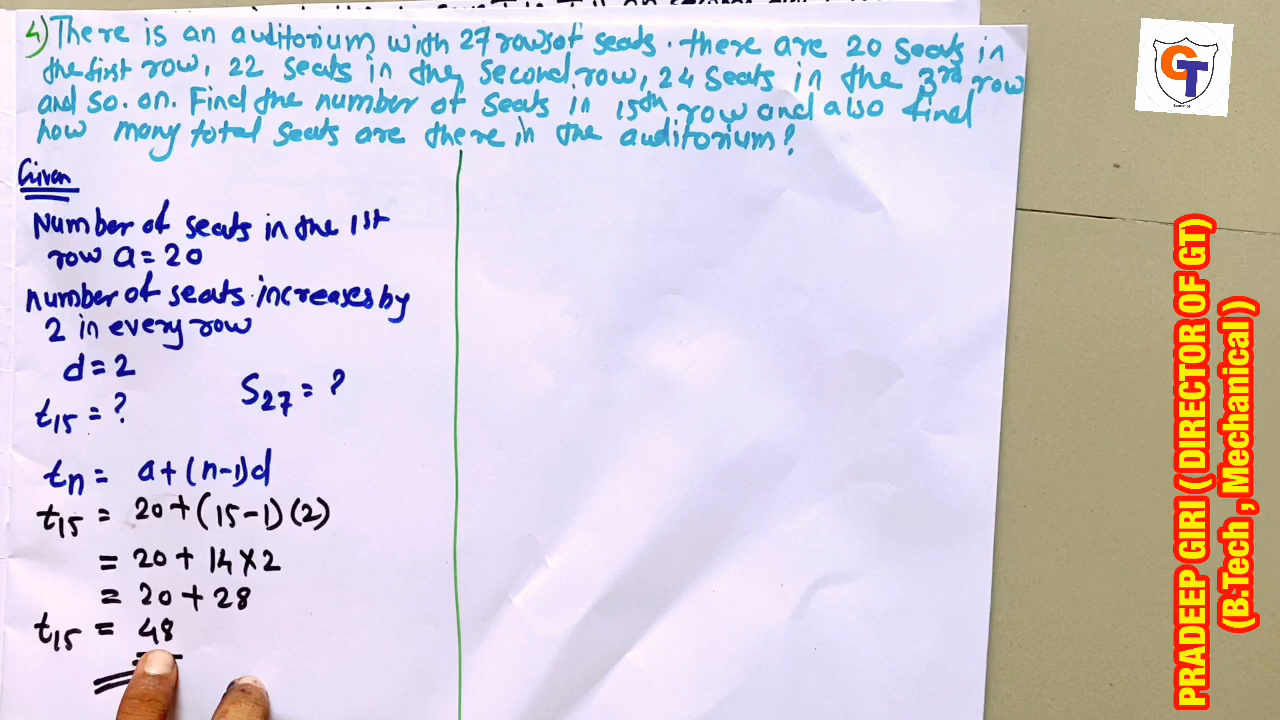 4) There is an auditorium with 27 rows of seats. there are 20 seats in
the first row, 22 seats in the second row, 24 seats in the 3rd row
and so. on. Find the number of seats in 15th row and also find
how many total seats are there in the auditorium?
Given
Number of seats in the 1st
row a = 20
number of seats increases by
2 in every row
d = 2
t15 = ?
S27 = ?
tn = a + (n-1)d
t15 = 20 + (15-1)(2)
= 20 + 14 × 2
= 20 + 28
t15 = 48
GT
PRADEEP GIRI ( DIRECTOR OF GT)
(B.Tech , Mechanical )